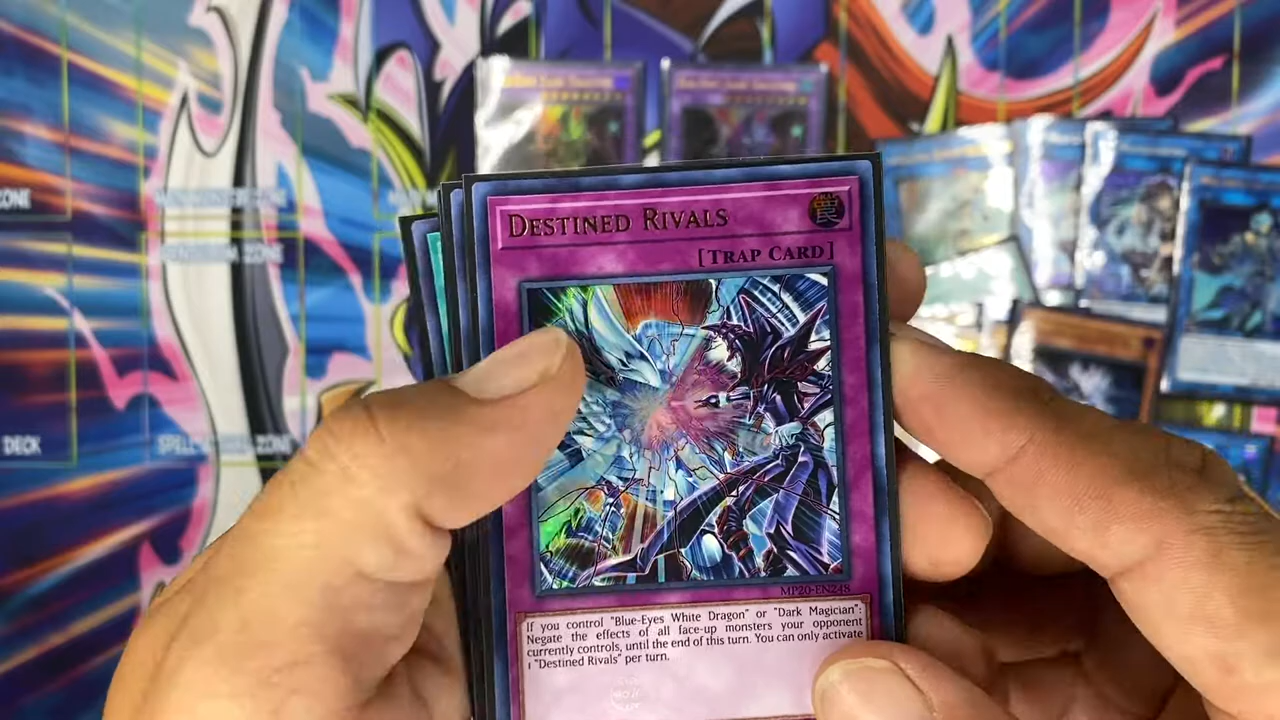 ZONE
DESTINED RIVALS
[TRAP CARD]
DECK
MP20-EN248
If you control "Blue-Eyes White Dragon" or "Dark Magician":
Negate the effects of all face-up monsters your opponent
currently controls, until the end of this turn. You can only activate
1 "Destined Rivals" per turn.